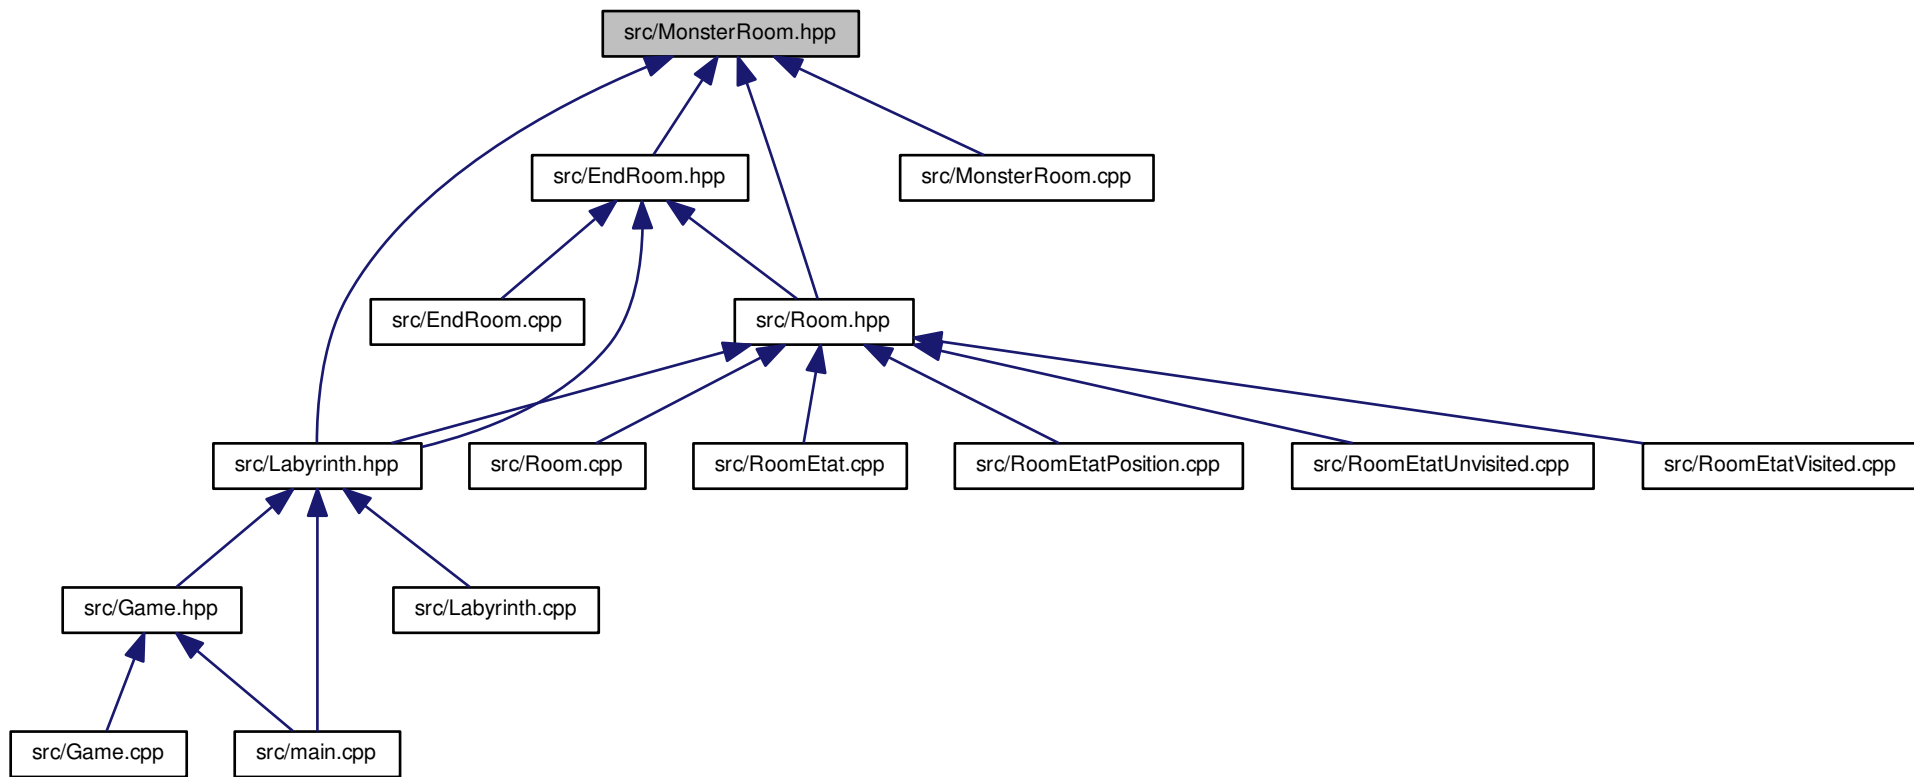 src/MonsterRoom.hpp
src/EndRoom.hpp
src/MonsterRoom.cpp
src/EndRoom.cpp
src/Room.hpp
src/Labyrinth.hpp
src/Room.cpp
src/RoomEtat.cpp
src/RoomEtatPosition.cpp
src/RoomEtatUnvisited.cpp
src/RoomEtatVisited.cpp
src/Game.hpp
src/Labyrinth.cpp
src/Game.cpp
src/main.cpp